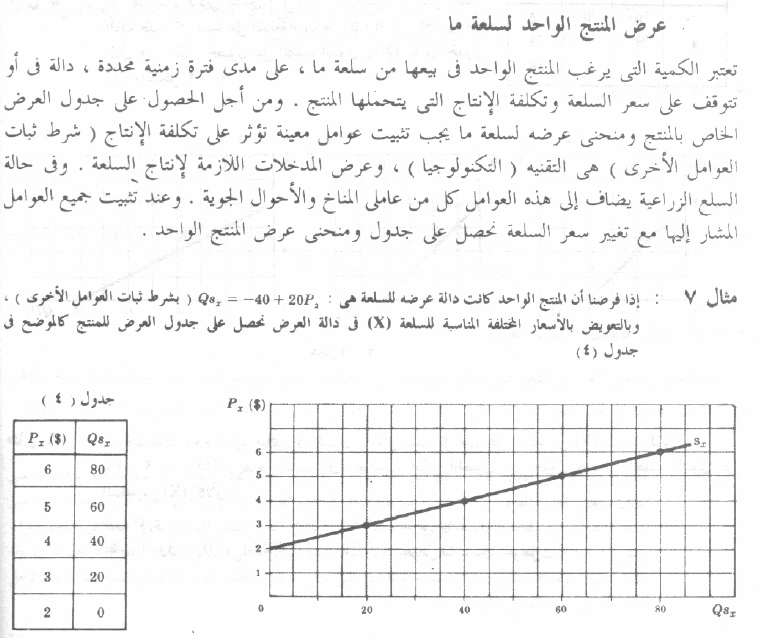 عرض المنتج الواحد لسلعة ما
تعتبر الكمية التى يرغب المنتج الواحد فى بيعها من سلعة ما ، على مدى فترة زمنية محددة ، دالة فى أو
تتوقف على سعر السلعة وتكلفة الإنتاج التى يتحملها المنتج . ومن أجل الحصول على جدول العرض
الخاص بالمنتج ومنحنى عرضه لسلعة ما يجب تثبيت عوامل معينة تؤثر على تكلفة الإنتاج ( شرط ثبات
العوامل الأخرى ) هى التقنيه ( التكنولوجيا ) ، وعرض المدخلات اللازمة لإنتاج السلعة . وفى حالة
السلع الزراعية يضاف إلى هذه العوامل كل من عاملى المناخ والأحوال الجوية . وعند تثبيت جميع العوامل
المشار إليها مع تغيير سعر السلعة نحصل على جدول ومنحنى عرض المنتج الواحد .
مثال ٧ : إذا فرضنا أن المنتج الواحد كانت دالة عرضه للسلعة هى : Qsₓ = −40 + 20Pₓ ( بشرط ثبات العوامل الأخرى ) ،
وبالتعويض بالأسعار المختلفة المناسبة للسلعة (X) فى دالة العرض نحصل على جدول العرض للمنتج كالموضح فى
جدول (٤)
جدول ( ٤ )
Pₓ ($) Qsₓ
6 80
5 60
4 40
3 20
2 0
Pₓ ($)
6
5
4
3
2
1
sₓ
0 20 40 60 80 Qsₓ